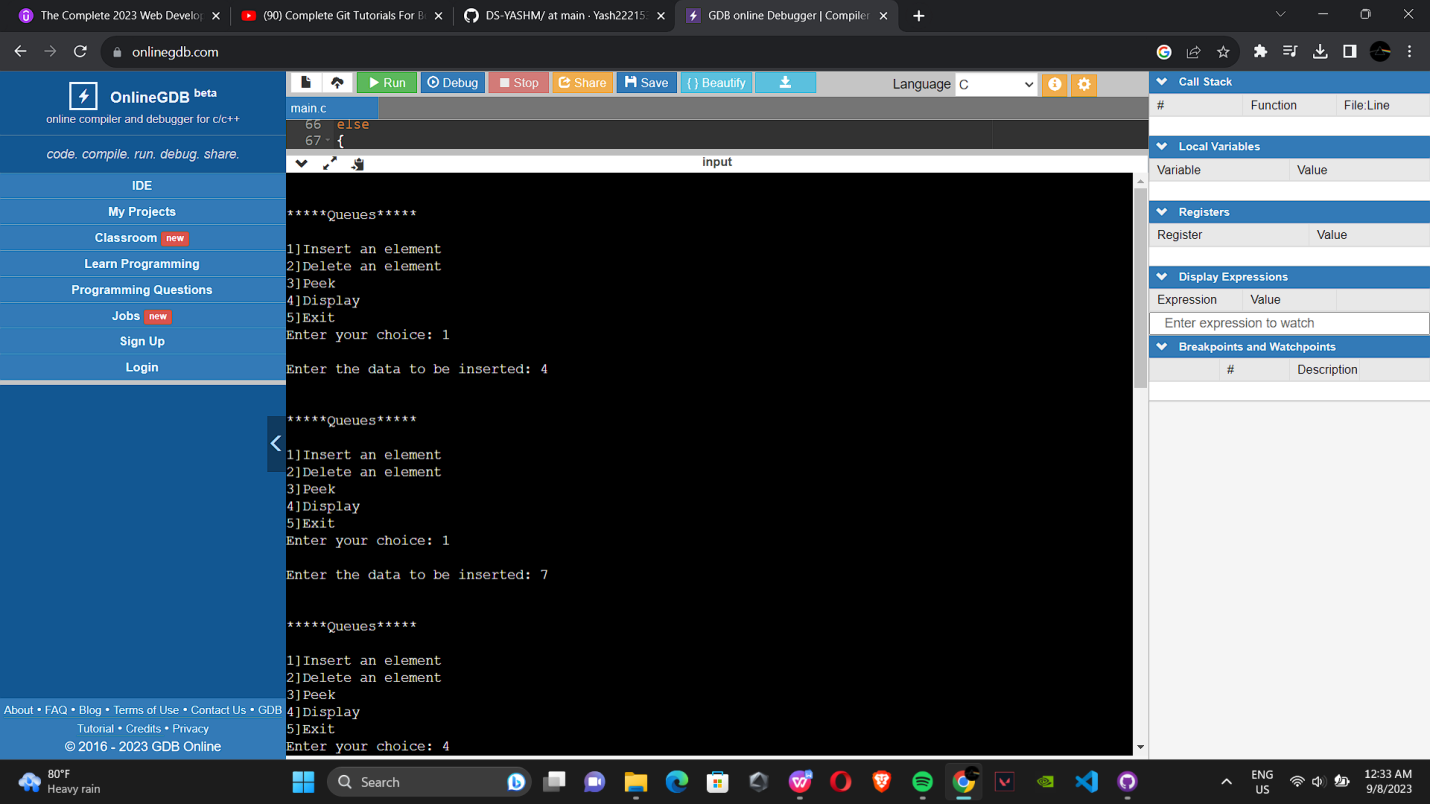 The Complete 2023 Web Develop
(90) Complete Git Tutorials For Be
DS-YASHM/ at main · Yash22215
GDB online Debugger | Compiler
onlinegdb.com
OnlineGDB beta
online compiler and debugger for c/c++
code. compile. run. debug. share.
IDE
My Projects
Classroom new
Learn Programming
Programming Questions
Jobs new
Sign Up
Login
About • FAQ • Blog • Terms of Use • Contact Us • GDB
Tutorial • Credits • Privacy
© 2016 - 2023 GDB Online
Run Debug Stop Share Save { } Beautify
Language C
main.c
66 else
67 {
input
*****Queues*****
1]Insert an element
2]Delete an element
3]Peek
4]Display
5]Exit
Enter your choice: 1
Enter the data to be inserted: 4
*****Queues*****
1]Insert an element
2]Delete an element
3]Peek
4]Display
5]Exit
Enter your choice: 1
Enter the data to be inserted: 7
*****Queues*****
1]Insert an element
2]Delete an element
3]Peek
4]Display
5]Exit
Enter your choice: 4
Call Stack
# Function File:Line
Local Variables
Variable Value
Registers
Register Value
Display Expressions
Expression Value
Enter expression to watch
Breakpoints and Watchpoints
# Description
80°F
Heavy rain
Search
ENG
US
12:33 AM
9/8/2023